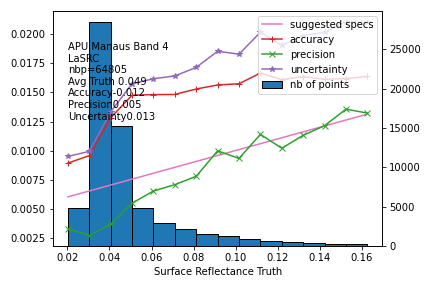 0.0200
0.0175
0.0150
0.0125
0.0100
0.0075
0.0050
0.0025
APU Manaus Band 4
LaSRC
nbp=64805
Avg Truth 0.049
Accuracy-0.012
Precision0.005
Uncertainty0.013
suggested specs
accuracy
precision
uncertainty
nb of points
25000
20000
15000
10000
5000
0
0.02 0.04 0.06 0.08 0.10 0.12 0.14 0.16
Surface Reflectance Truth